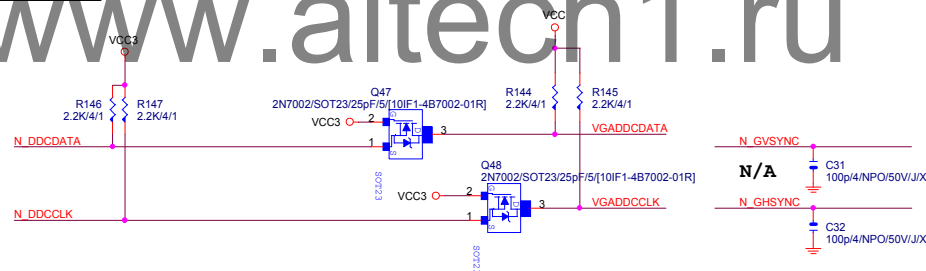 www.altech1.ru
VCC3
VCC
R146
2.2K/4/1
R147
2.2K/4/1
Q47
2N7002/SOT23/25pF/5/[10IF1-4B7002-01R]
R144
2.2K/4/1
R145
2.2K/4/1
VCC3
2
G
D
S
1
3
N_DDCDATA
VGADDCDATA
N_GVSYNC
N/A
C31
100p/4/NPO/50V/J/X
SOT23
Q48
2N7002/SOT23/25pF/5/[10IF1-4B7002-01R]
VCC3
2
G
D
S
1
3
N_DDCCLK
VGADDCCLK
N_GHSYNC
C32
100p/4/NPO/50V/J/X